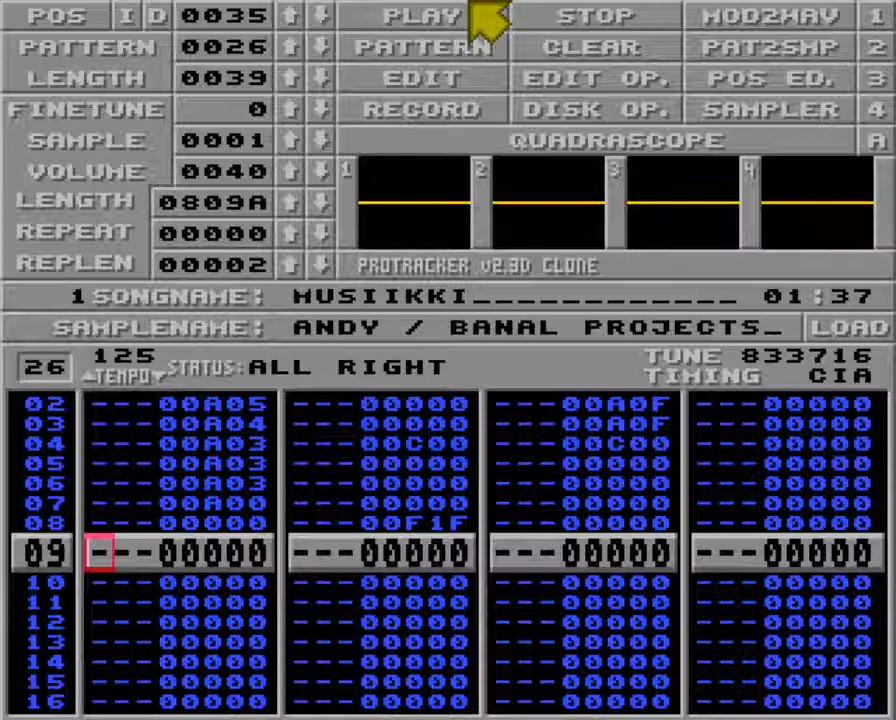 POS I D 0035 PLAY STOP MOD2WAV 1
PATTERN 0026 PATTERN CLEAR PAT2SMP 2
LENGTH 0039 EDIT EDIT OP. POS ED. 3
FINETUNE 0 RECORD DISK OP. SAMPLER 4
SAMPLE 0001 QUADRASCOPE A
VOLUME 0040 1 2 3 4
LENGTH 0809A
REPEAT 00000
REPLEN 00002 PROTRACKER v2.3D CLONE
1 SONGNAME: MUSIIKKI_____________ 01:37
SAMPLENAME: ANDY / BANAL PROJECTS_ LOAD
26 125 TEMPO STATUS: ALL RIGHT TUNE 833716
TIMING CIA
02 ---00A05 ---00000 ---00A0F ---00000
03 ---00A04 ---00000 ---00A0F ---00000
04 ---00A03 ---00C00 ---00C00 ---00000
05 ---00A03 ---00000 ---00000 ---00000
06 ---00A03 ---00000 ---00000 ---00000
07 ---00A00 ---00000 ---00000 ---00000
08 ---00000 ---00F1F ---00000 ---00000
09 ---00000 ---00000 ---00000 ---00000
10 ---00000 ---00000 ---00000 ---00000
11 ---00000 ---00000 ---00000 ---00000
12 ---00000 ---00000 ---00000 ---00000
13 ---00000 ---00000 ---00000 ---00000
14 ---00000 ---00000 ---00000 ---00000
15 ---00000 ---00000 ---00000 ---00000
16 ---00000 ---00000 ---00000 ---00000